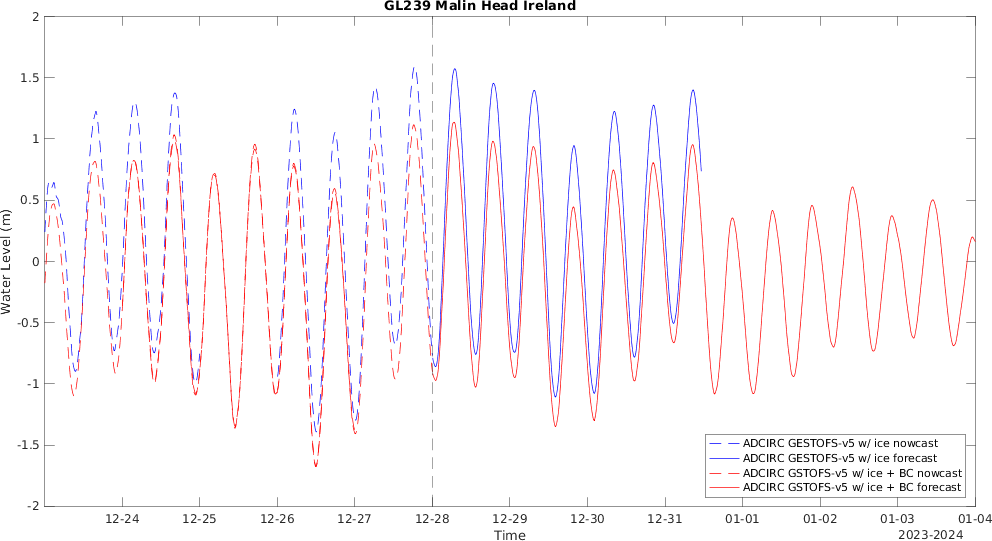 GL239 Malin Head Ireland
2
1.5
1
0.5
0
-0.5
-1
-1.5
-2
Water Level (m)
ADCIRC GESTOFS-v5 w/ ice nowcast
ADCIRC GESTOFS-v5 w/ ice forecast
ADCIRC GSTOFS-v5 w/ ice + BC nowcast
ADCIRC GSTOFS-v5 w/ ice + BC forecast
12-24 12-25 12-26 12-27 12-28 12-29 12-30 12-31 01-01 01-02 01-03 01-04
Time
2023-2024